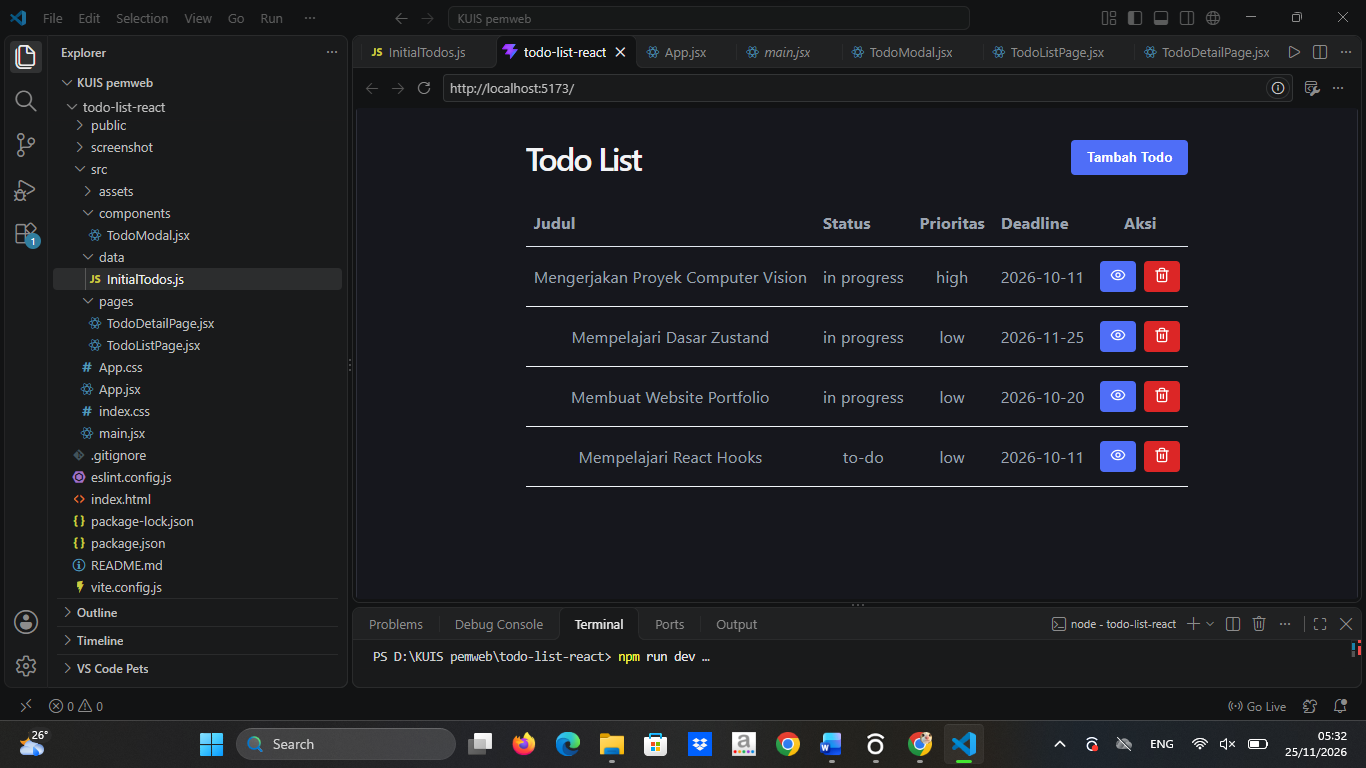 File Edit Selection View Go Run ··· KUIS pemweb
Explorer ···
InitialTodos.js todo-list-react App.jsx main.jsx TodoModal.jsx TodoListPage.jsx TodoDetailPage.jsx ···
KUIS pemweb
todo-list-react
public
screenshot
src
assets
components
TodoModal.jsx
data
InitialTodos.js
pages
TodoDetailPage.jsx
TodoListPage.jsx
App.css
App.jsx
index.css
main.jsx
.gitignore
eslint.config.js
index.html
package-lock.json
package.json
README.md
vite.config.js
Outline
Timeline
VS Code Pets
1
http://localhost:5173/
Todo List Tambah Todo
Judul Status Prioritas Deadline Aksi
Mengerjakan Proyek Computer Vision in progress high 2026-10-11
Mempelajari Dasar Zustand in progress low 2026-11-25
Membuat Website Portfolio in progress low 2026-10-20
Mempelajari React Hooks to-do low 2026-10-11
Problems Debug Console Terminal Ports Output node - todo-list-react
PS D:\KUIS pemweb\todo-list-react> npm run dev …
0 0 Go Live
26° Search ENG 05:32
25/11/2026